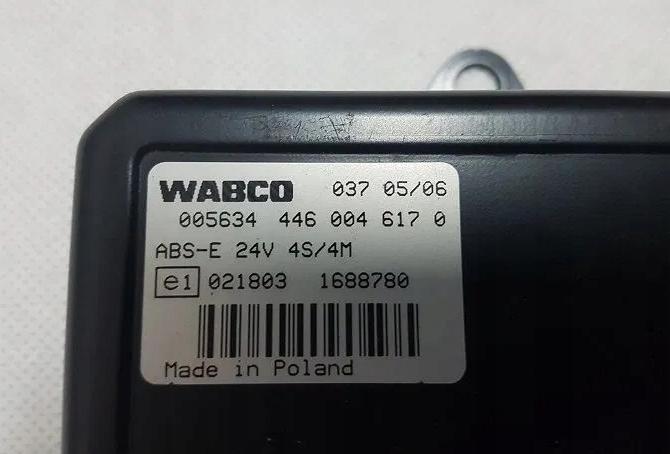 WABCO 037 05/06
005634 446 004 617 0
ABS-E 24V 4S/4M
e1 021803 1688780
Made in Poland